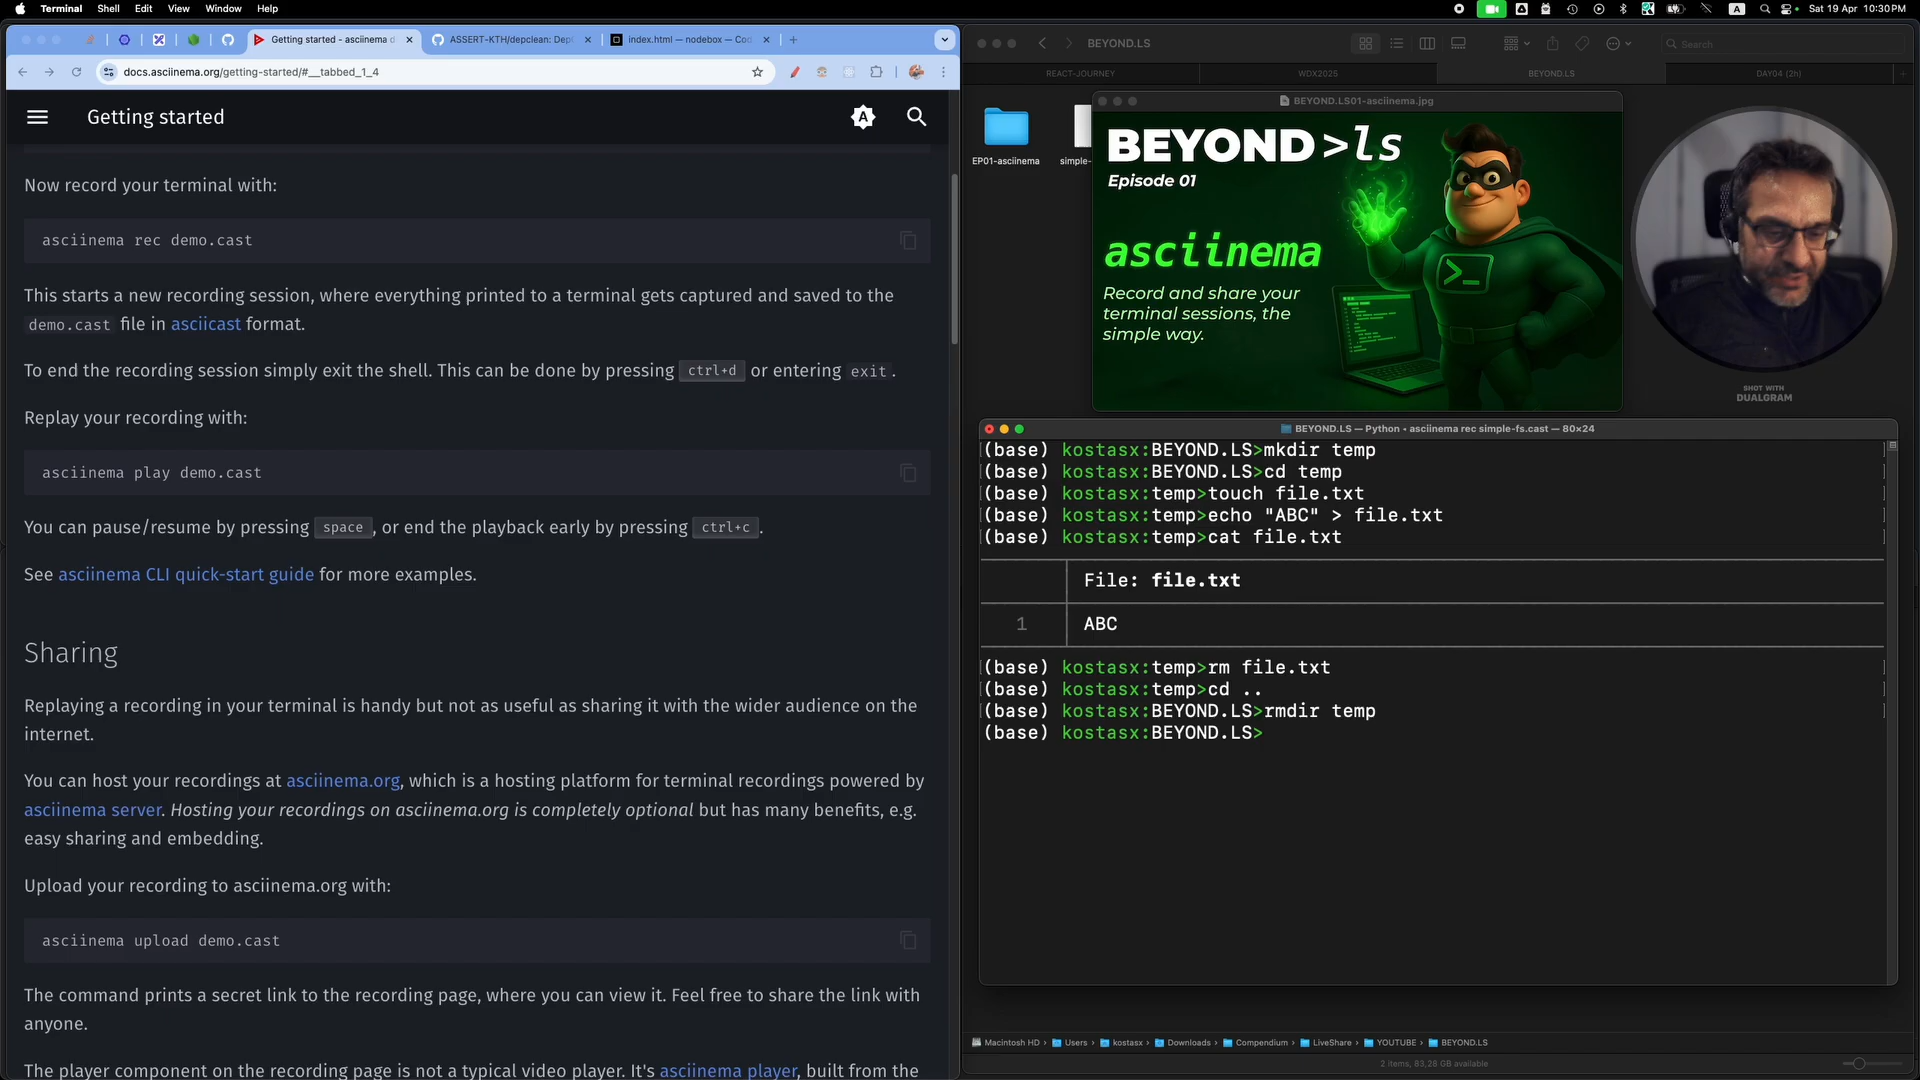 Terminal Shell Edit View Window Help
A
Sat 19 Apr 10:30 PM
Getting started - asciinema d
ASSERT-KTH/depclean: Dep
index.html — nodebox — Cod
docs.asciinema.org/getting-started/#__tabbed_1_4
Getting started
A
Now record your terminal with:
asciinema rec demo.cast
This starts a new recording session, where everything printed to a terminal gets captured and saved to the
demo.cast file in asciicast format.
To end the recording session simply exit the shell. This can be done by pressing ctrl+d or entering exit.
Replay your recording with:
asciinema play demo.cast
You can pause/resume by pressing space, or end the playback early by pressing ctrl+c.
See asciinema CLI quick-start guide for more examples.
Sharing
Replaying a recording in your terminal is handy but not as useful as sharing it with the wider audience on the
internet.
You can host your recordings at asciinema.org, which is a hosting platform for terminal recordings powered by
asciinema server. Hosting your recordings on asciinema.org is completely optional but has many benefits, e.g.
easy sharing and embedding.
Upload your recording to asciinema.org with:
asciinema upload demo.cast
The command prints a secret link to the recording page, where you can view it. Feel free to share the link with
anyone.
The player component on the recording page is not a typical video player. It's asciinema player, built from the
BEYOND.LS
Search
REACT-JOURNEY
WDX2025
BEYOND.LS
DAY04 (2h)
EP01-asciinema
simple-
BEYOND.LS01-asciinema.jpg
BEYOND >ls
Episode 01
asciinema
Record and share your
terminal sessions, the
simple way.
>_
SHOT WITH
DUALGRAM
BEYOND.LS — Python • asciinema rec simple-fs.cast — 80×24
(base) kostasx:BEYOND.LS>mkdir temp
(base) kostasx:BEYOND.LS>cd temp
(base) kostasx:temp>touch file.txt
(base) kostasx:temp>echo "ABC" > file.txt
(base) kostasx:temp>cat file.txt
File: file.txt
1 ABC
(base) kostasx:temp>rm file.txt
(base) kostasx:temp>cd ..
(base) kostasx:BEYOND.LS>rmdir temp
(base) kostasx:BEYOND.LS>
Macintosh HD › Users › kostasx › Downloads › Compendium › LiveShare › YOUTUBE › BEYOND.LS
2 items, 83,28 GB available